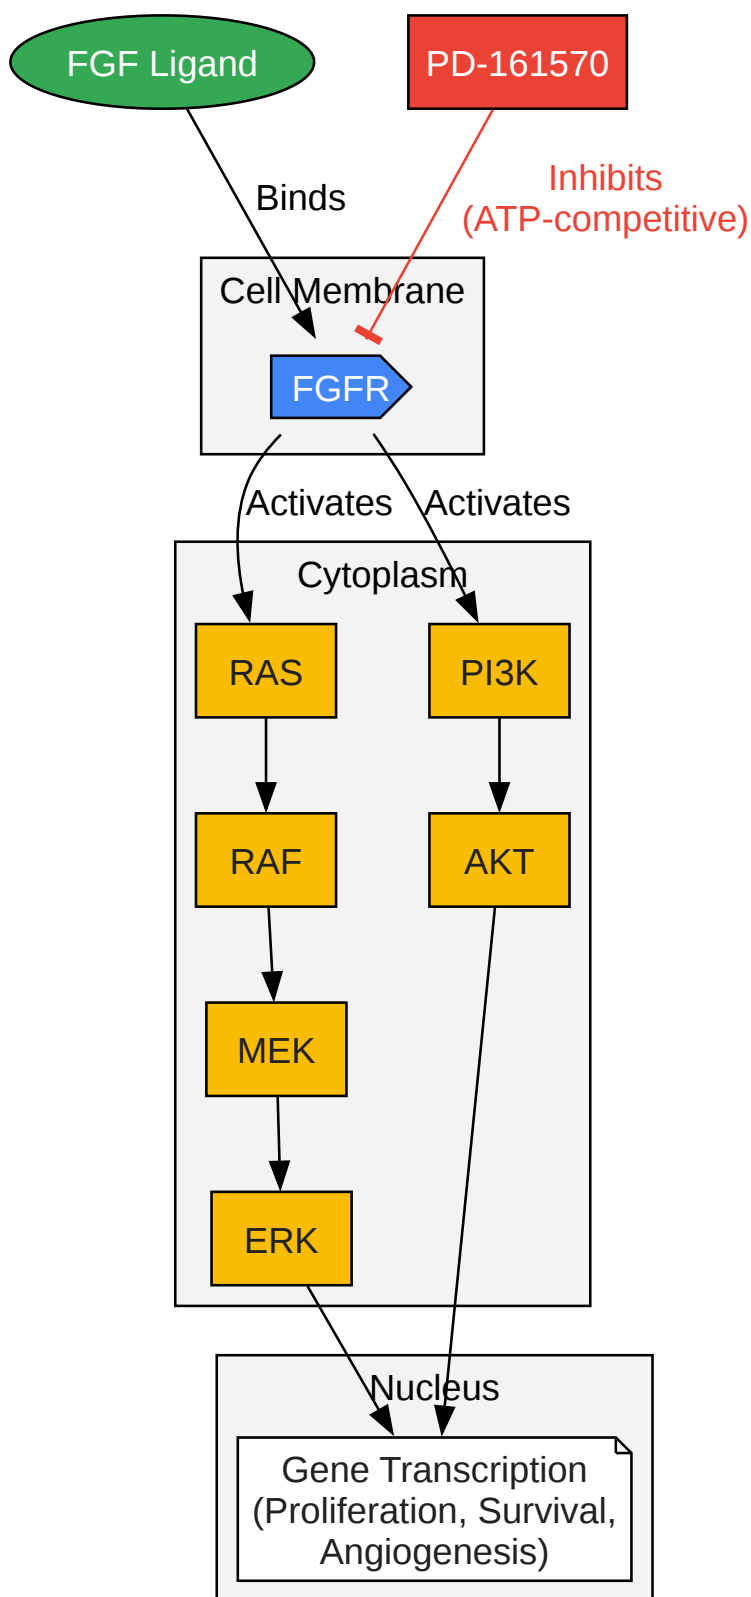 FGF Ligand
PD-161570
Binds
Inhibits
(ATP-competitive)
Cell Membrane
FGFR
Activates
Activates
Cytoplasm
RAS
PI3K
RAF
AKT
MEK
ERK
Nucleus
Gene Transcription
(Proliferation, Survival,
Angiogenesis)